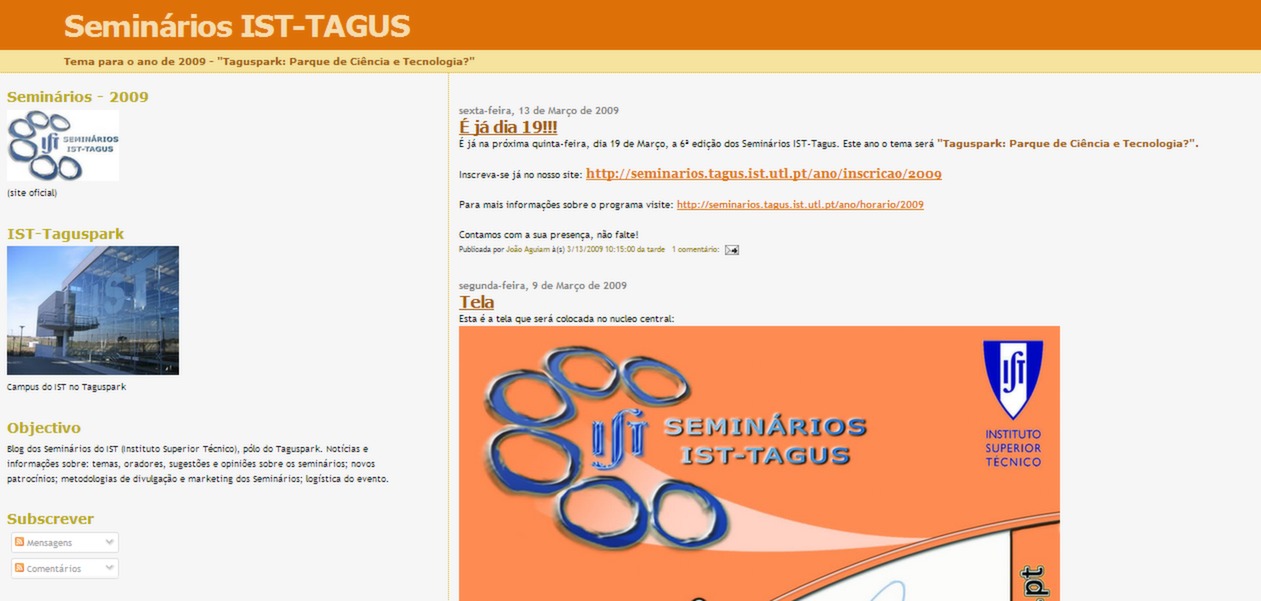 Seminários IST-TAGUS
Tema para o ano de 2009 - "Taguspark: Parque de Ciência e Tecnologia?"
Seminários - 2009
IST SEMINÁRIOS
IST-TAGUS
(site oficial)
IST-Taguspark
IST
Campus do IST no Taguspark
Objectivo
Blog dos Seminários do IST (Instituto Superior Técnico), pólo do Taguspark. Notícias e
informações sobre: temas, oradores, sugestões e opiniões sobre os seminários; novos
patrocínios; metodologias de divulgação e marketing dos Seminários; logística do evento.
Subscrever
Mensagens
Comentários
sexta-feira, 13 de Março de 2009
É já dia 19!!!
É já na próxima quinta-feira, dia 19 de Março, a 6ª edição dos Seminários IST-Tagus. Este ano o tema será "Taguspark: Parque de Ciência e Tecnologia?".
Inscreva-se já no nosso site: http://seminarios.tagus.ist.utl.pt/ano/inscricao/2009
Para mais informações sobre o programa visite: http://seminarios.tagus.ist.utl.pt/ano/horario/2009
Contamos com a sua presença, não falte!
Publicada por João Aguiam à(s) 3/13/2009 10:15:00 da tarde 1 comentário:
segunda-feira, 9 de Março de 2009
Tela
Esta é a tela que será colocada no nucleo central:
IST SEMINÁRIOS
IST-TAGUS
IST
INSTITUTO
SUPERIOR
TÉCNICO
.pt